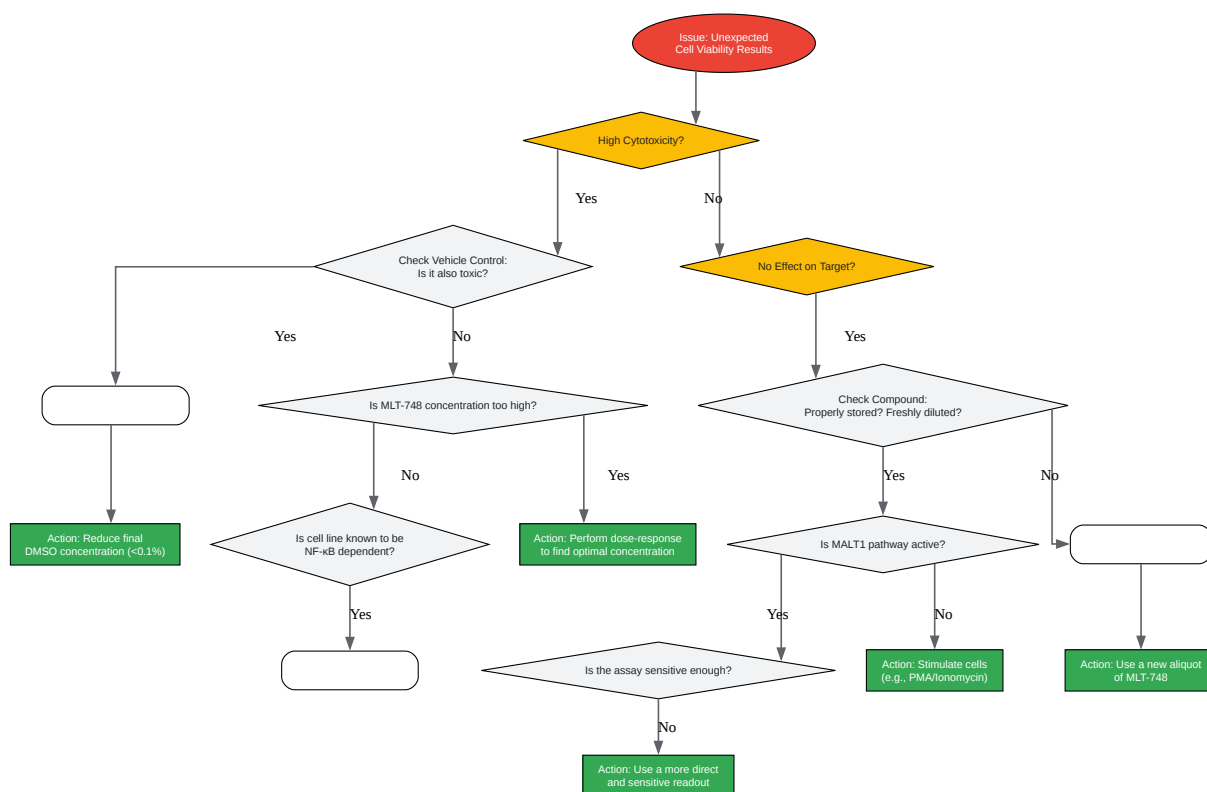 Issue: Unexpected
Cell Viability Results
High Cytotoxicity?
Yes
No
Check Vehicle Control:
Is it also toxic?
No Effect on Target?
Yes
No
Yes
Is MLT-748 concentration too high?
Check Compound:
Properly stored? Freshly diluted?
No
Yes
Yes
No
Action: Reduce final
DMSO concentration (<0.1%)
Is cell line known to be
NF-κB dependent?
Action: Perform dose-response
to find optimal concentration
Is MALT1 pathway active?
Yes
Yes
No
Is the assay sensitive enough?
Action: Stimulate cells
(e.g., PMA/Ionomycin)
Action: Use a new aliquot
of MLT-748
No
Action: Use a more direct
and sensitive readout